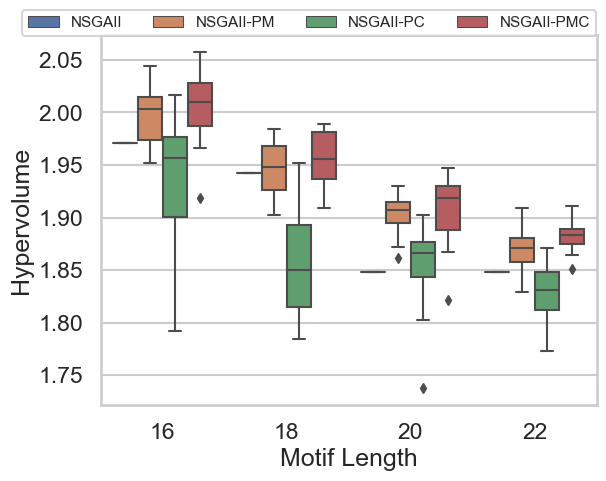 NSGAII NSGAII-PM NSGAII-PC NSGAII-PMC
2.05
2.00
1.95
1.90
1.85
1.80
1.75
Hypervolume
16 18 20 22
Motif Length